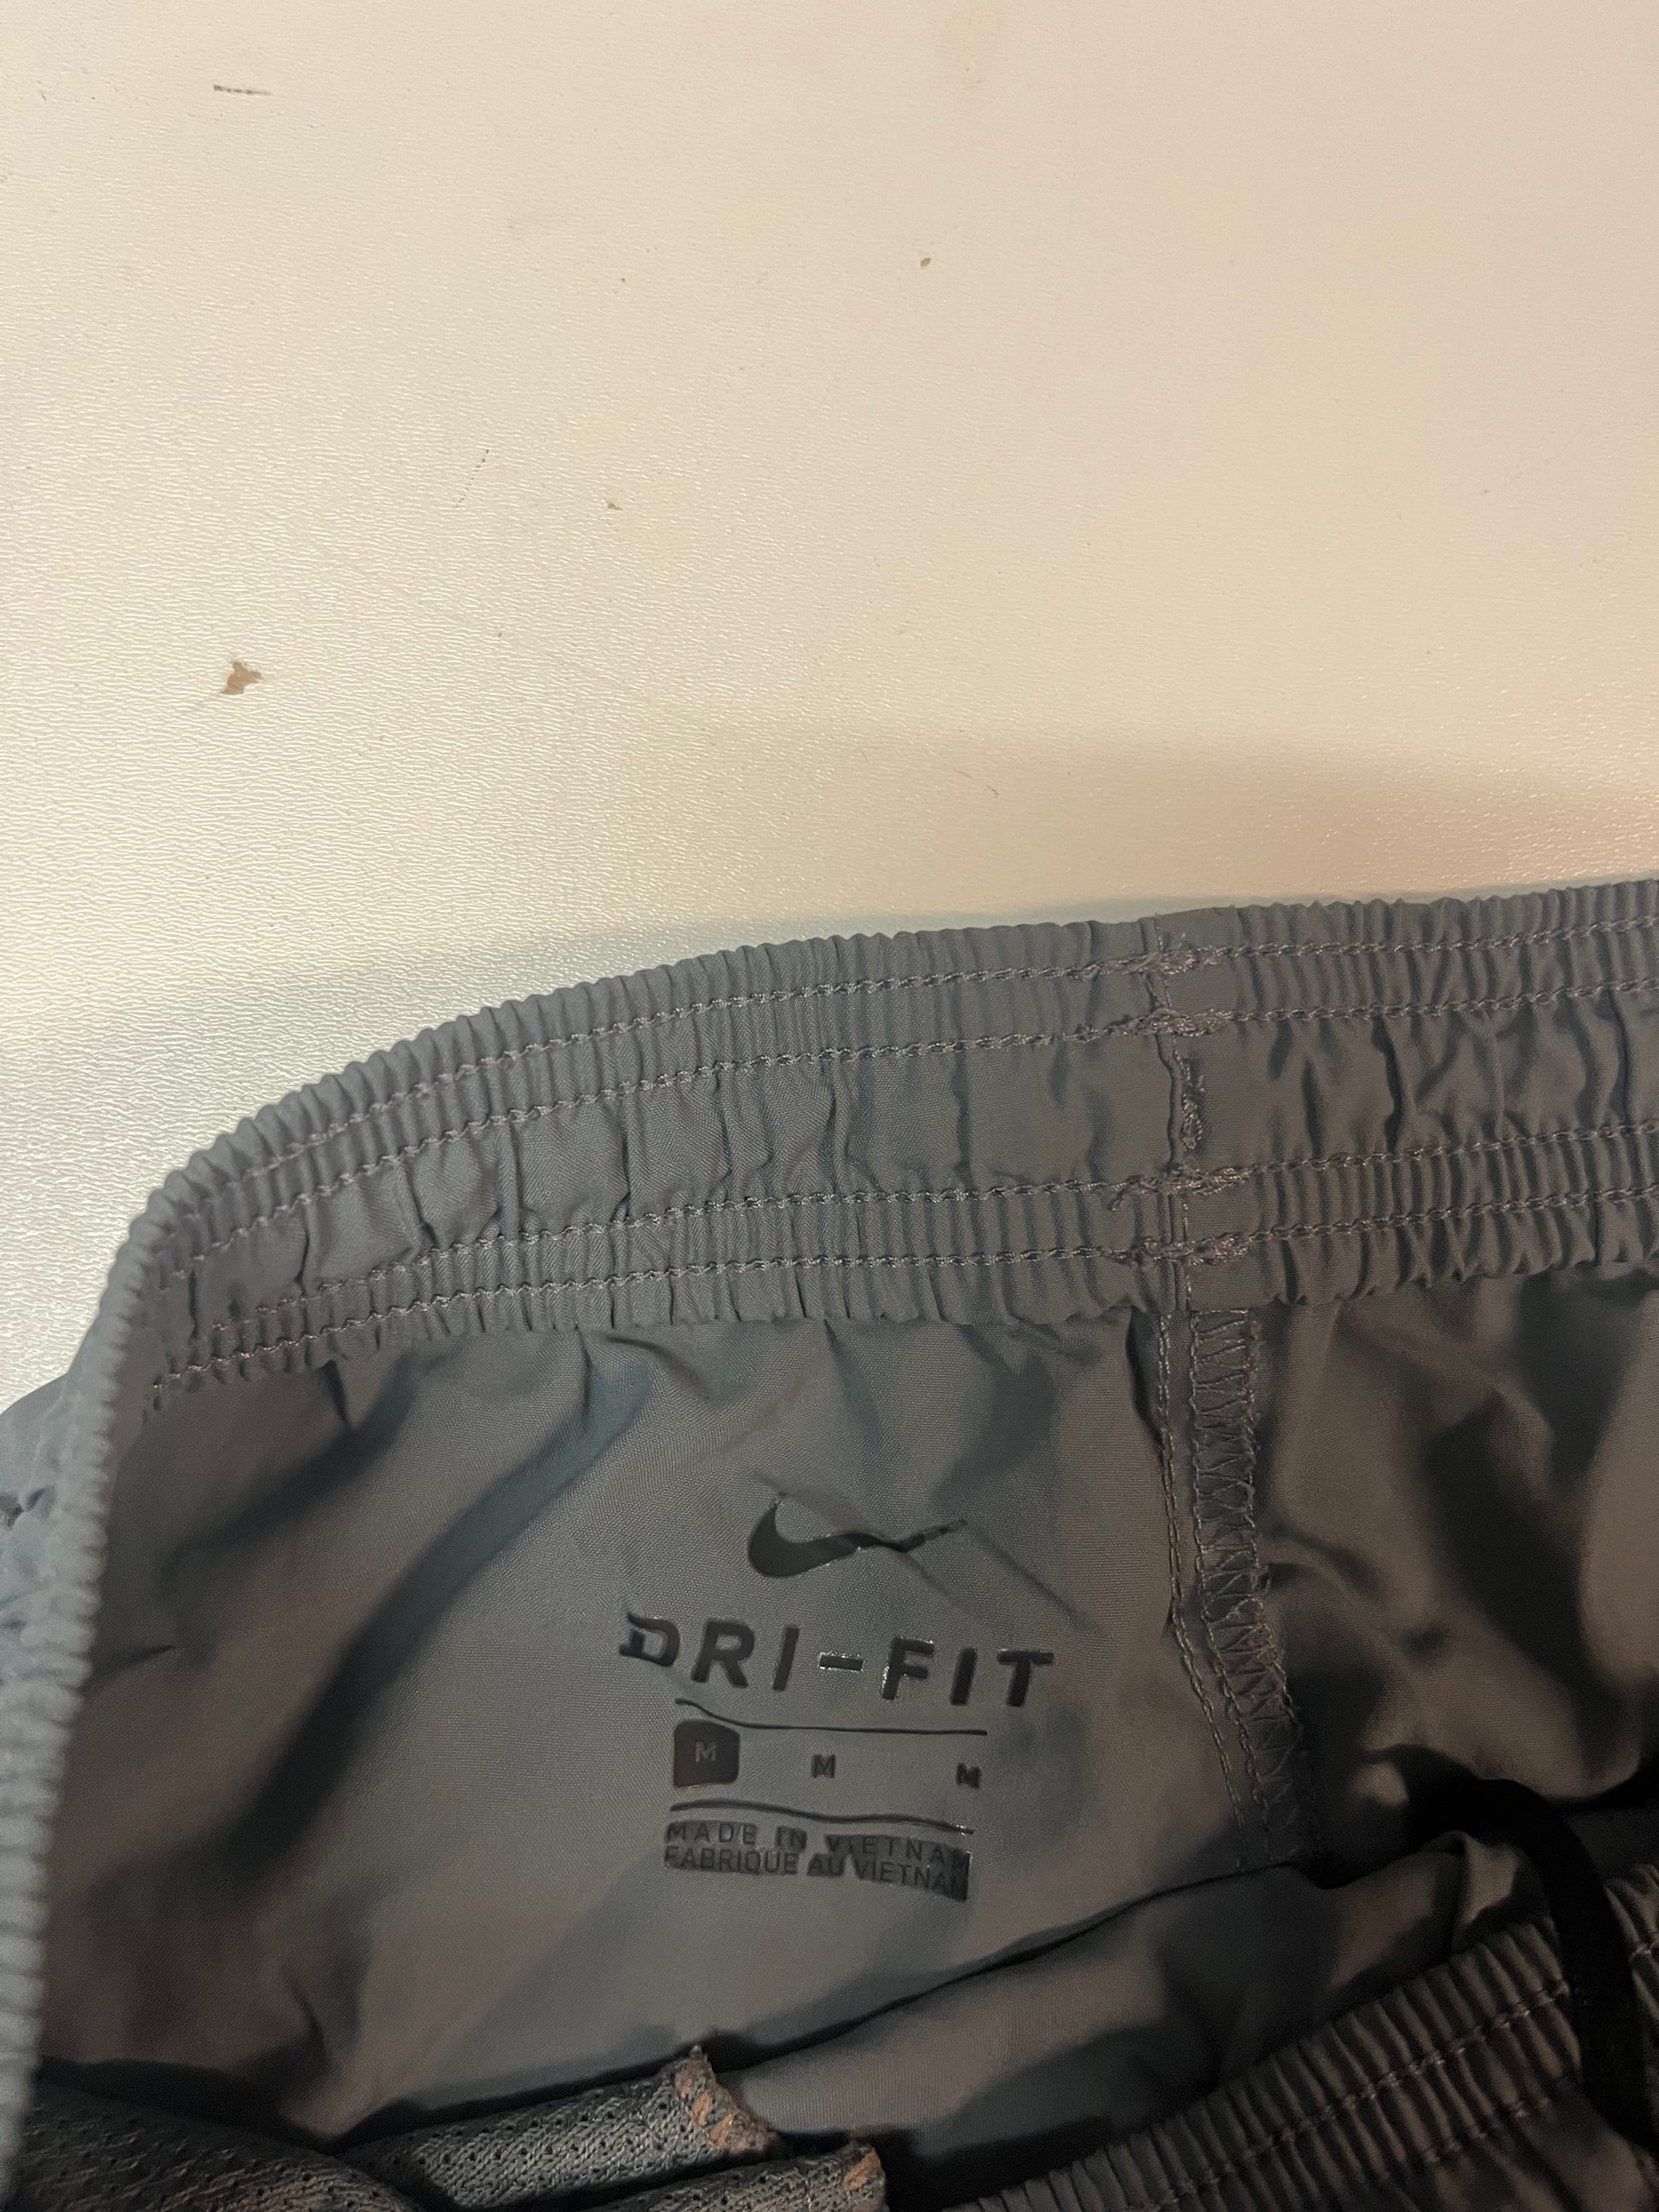 DRI-FIT
M M M
MADE IN VIETNAM
FABRIQUE AU VIETNAM